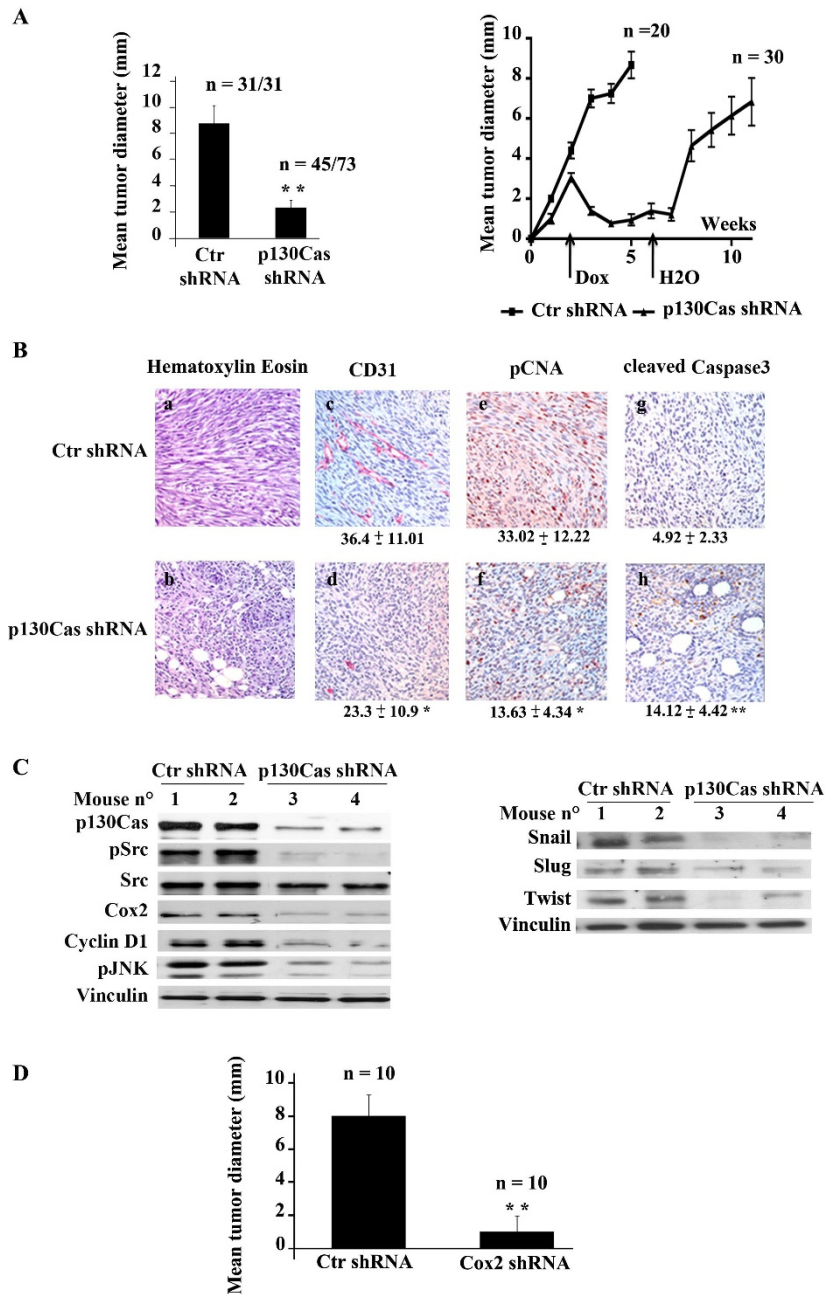 A
Mean tumor diameter (mm)
12
10
8
6
4
2
0
n = 31/31
n = 45/73
* *
Ctr
shRNA
p130Cas
shRNA
Mean tumor diameter (mm)
10
8
6
4
2
0
n =20
n = 30
Weeks
0
5
10
Dox
H2O
Ctr shRNA
p130Cas shRNA
B
Hematoxylin Eosin
CD31
pCNA
cleaved Caspase3
Ctr shRNA
a
c
e
g
36.4 ± 11.01
33.02 ± 12.22
4.92 ± 2.33
p130Cas shRNA
b
d
f
h
23.3 ± 10.9 *
13.63 ± 4.34 *
14.12 ± 4.42 **
C
Ctr shRNA p130Cas shRNA
Mouse n° 1 2 3 4
p130Cas
pSrc
Src
Cox2
Cyclin D1
pJNK
Vinculin
Ctr shRNA p130Cas shRNA
Mouse n° 1 2 3 4
Snail
Slug
Twist
Vinculin
D
Mean tumor diameter (mm)
10
8
6
4
2
0
n = 10
n = 10
* *
Ctr shRNA
Cox2 shRNA